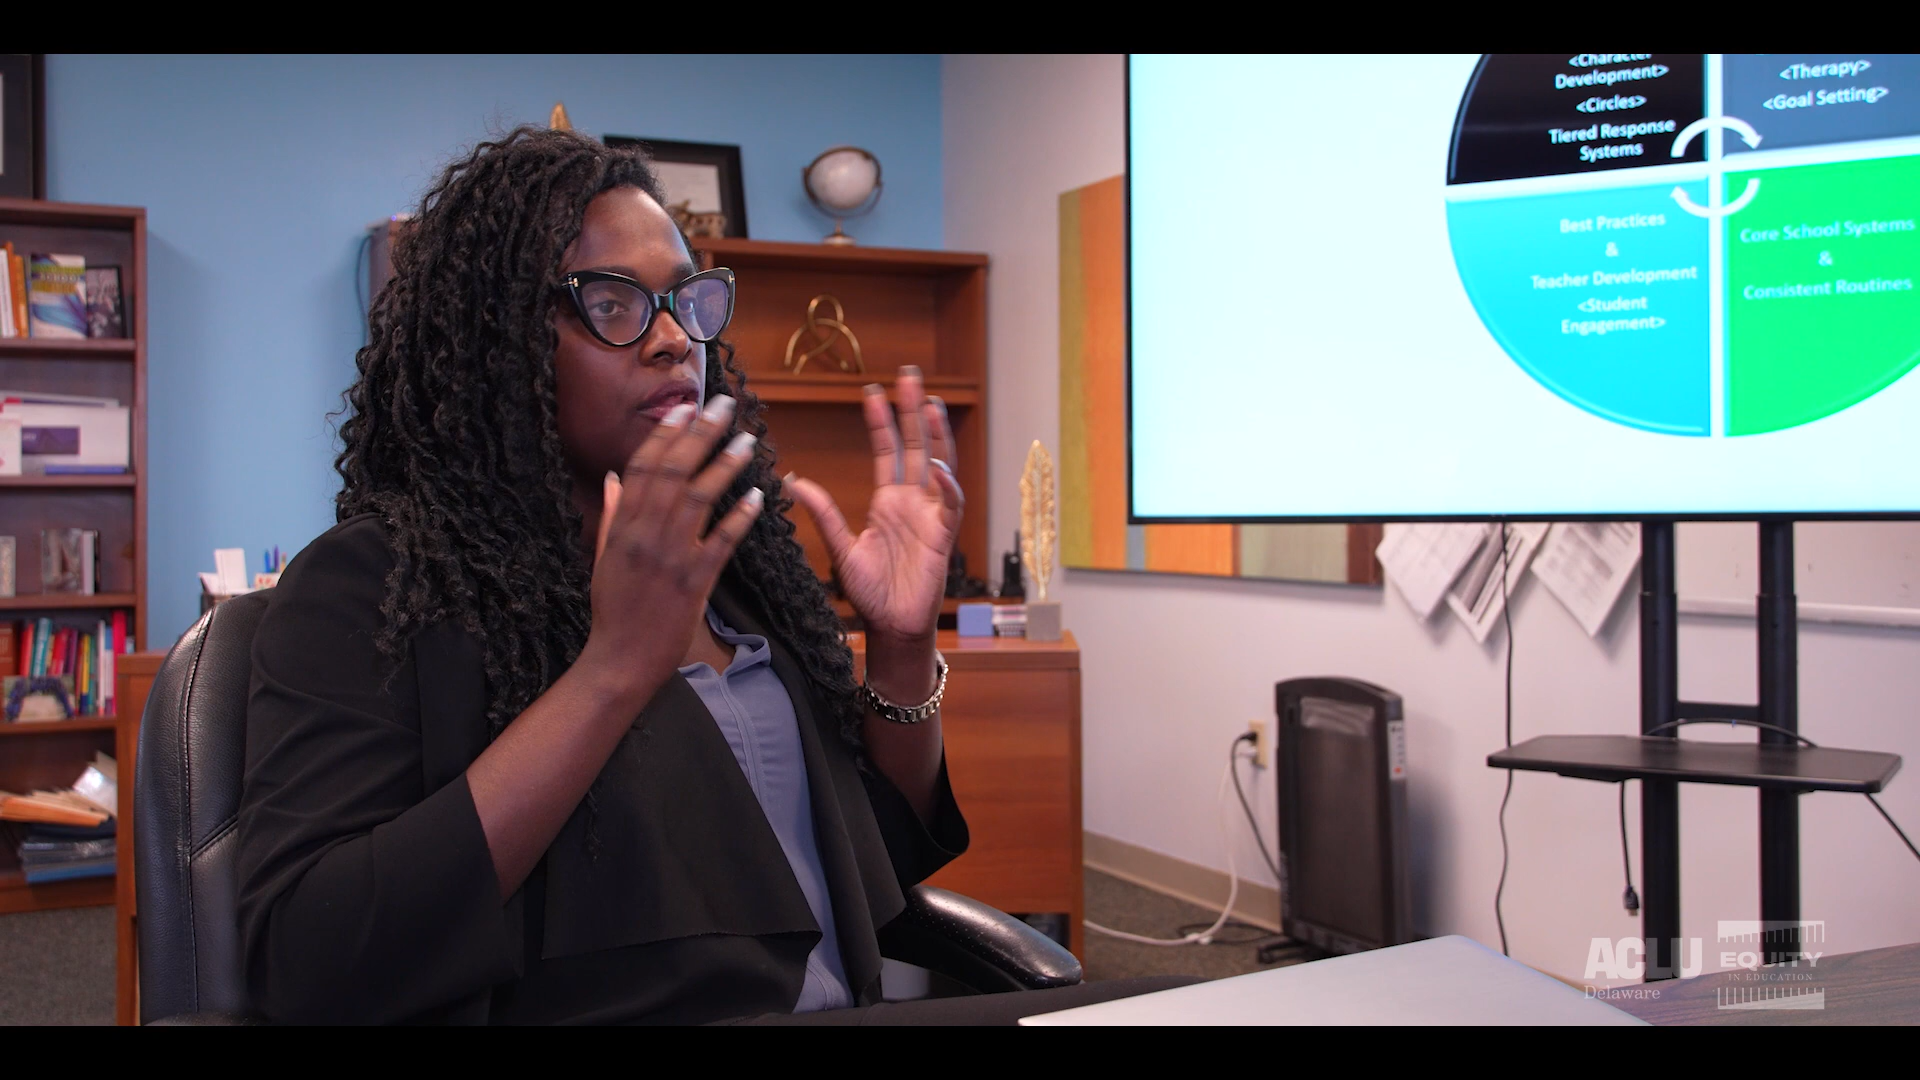 <Character
Development>
<Circles>
Tiered Response
Systems
<Therapy>
<Goal Setting>
Best Practices
&
Teacher Development
<Student
Engagement>
Core School Systems
&
Consistent Routines
ACLU
Delaware
EQUITY
IN EDUCATION